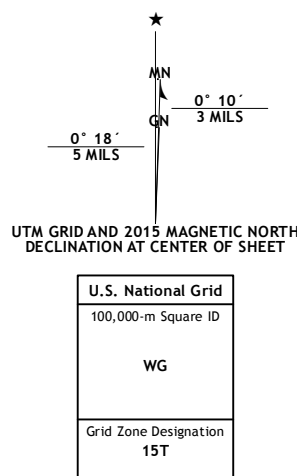 ★
MN
0° 10´
3 MILS
GN
0° 18´
5 MILS
UTM GRID AND 2015 MAGNETIC NORTH
DECLINATION AT CENTER OF SHEET
U.S. National Grid
100,000-m Square ID
WG
Grid Zone Designation
15T